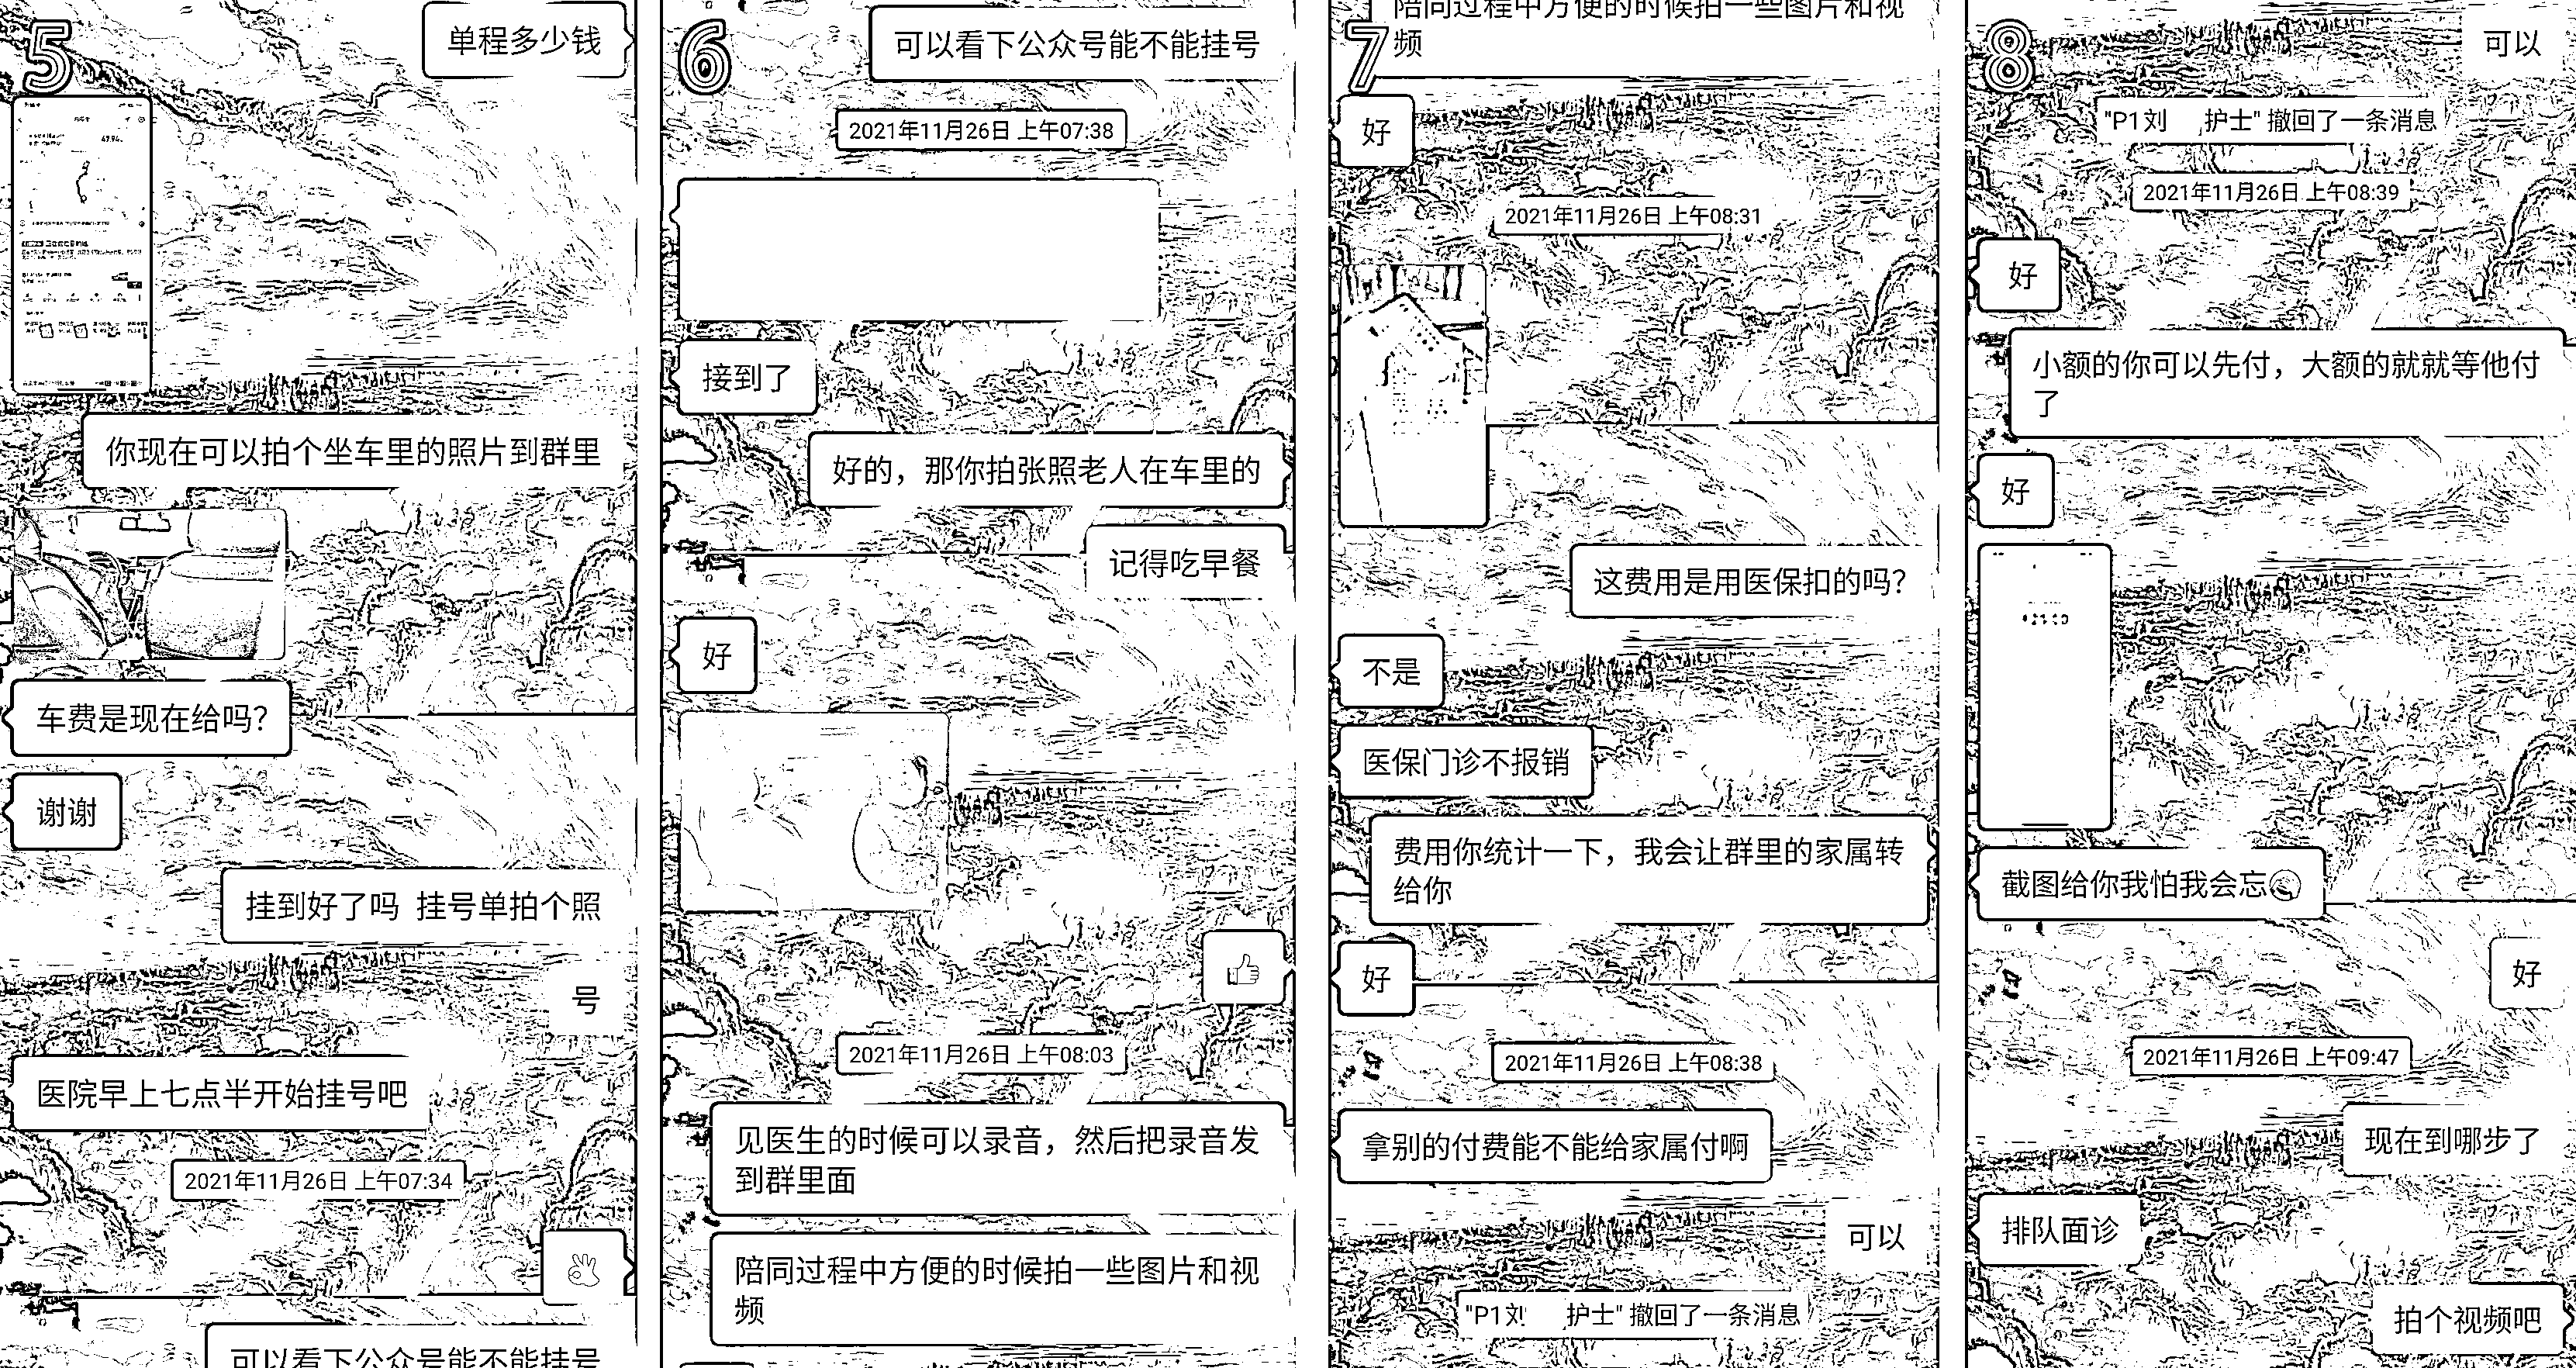 5
单程多少钱
你现在可以拍个坐车里的照片到群里
车费是现在给吗?
谢谢
挂到好了吗 挂号单拍个照
号
医院早上七点半开始挂号吧
2021年11月26日 上午07:34
可以看下公众号能不能挂号
6
可以看下公众号能不能挂号
2021年11月26日 上午07:38
接到了
好的，那你拍张照老人在车里的
记得吃早餐
好
2021年11月26日 上午08:03
见医生的时候可以录音，然后把录音发
到群里面
陪同过程中方便的时候拍一些图片和视
频
7
陪同过程中方便的时候拍一些图片和视
频
好
2021年11月26日 上午08:31
这费用是用医保扣的吗?
不是
医保门诊不报销
费用你统计一下，我会让群里的家属转
给你
好
2021年11月26日 上午08:38
拿别的付费能不能给家属付啊
可以
"P1刘 护士" 撤回了一条消息
8
可以
"P1刘 护士" 撤回了一条消息
2021年11月26日 上午08:39
好
小额的你可以先付，大额的就就等他付
了
好
截图给你我怕我会忘
好
2021年11月26日 上午09:47
现在到哪步了
排队面诊
拍个视频吧